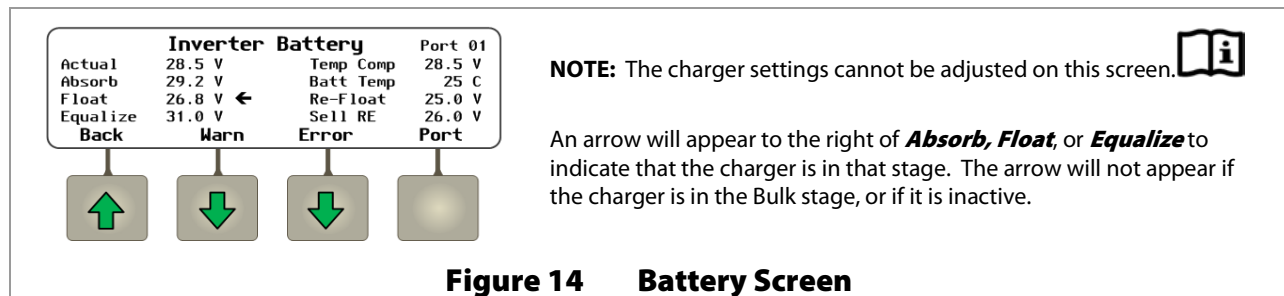 Inverter Battery Port 01
Actual 28.5 V Temp Comp 28.5 V
Absorb 29.2 V Batt Temp 25 C
Float 26.8 V ← Re-Float 25.0 V
Equalize 31.0 V Sell RE 26.0 V
Back Warn Error Port
NOTE: The charger settings cannot be adjusted on this screen.
An arrow will appear to the right of Absorb, Float, or Equalize to
indicate that the charger is in that stage. The arrow will not appear if
the charger is in the Bulk stage, or if it is inactive.
Figure 14 Battery Screen